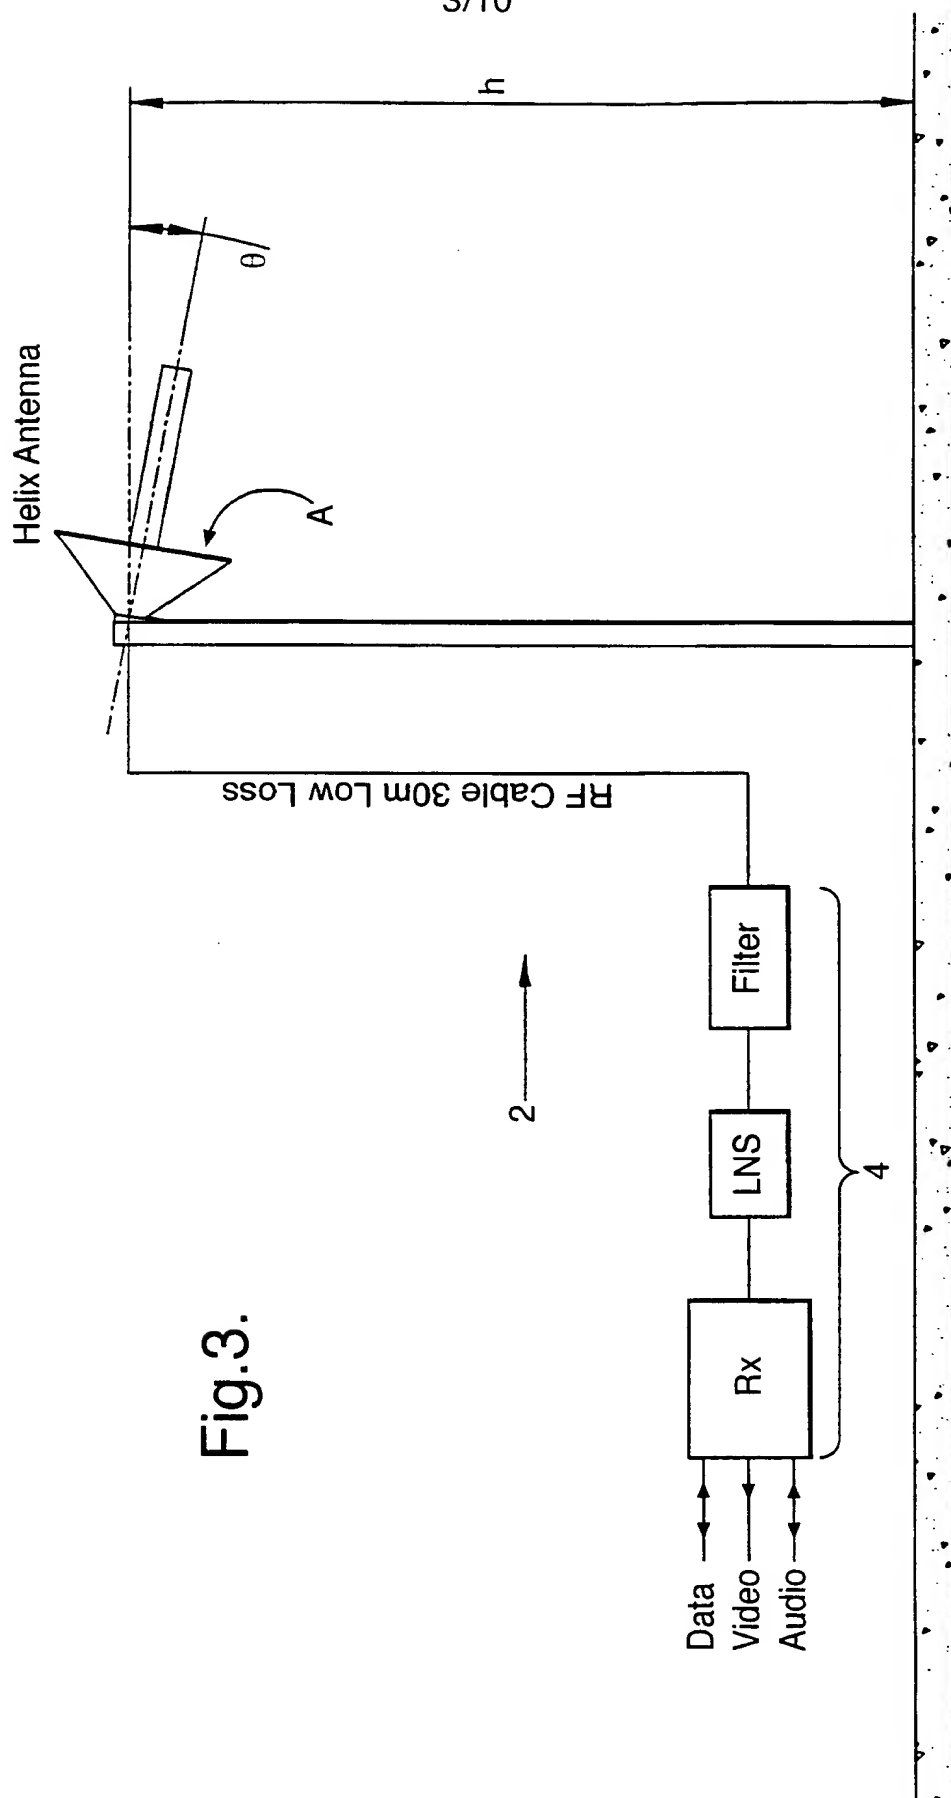 3/10
Helix Antenna
h
θ
A
RF Cable 30m Low Loss
2
Filter
LNS
Rx
4
Data
Video
Audio
Fig.3.